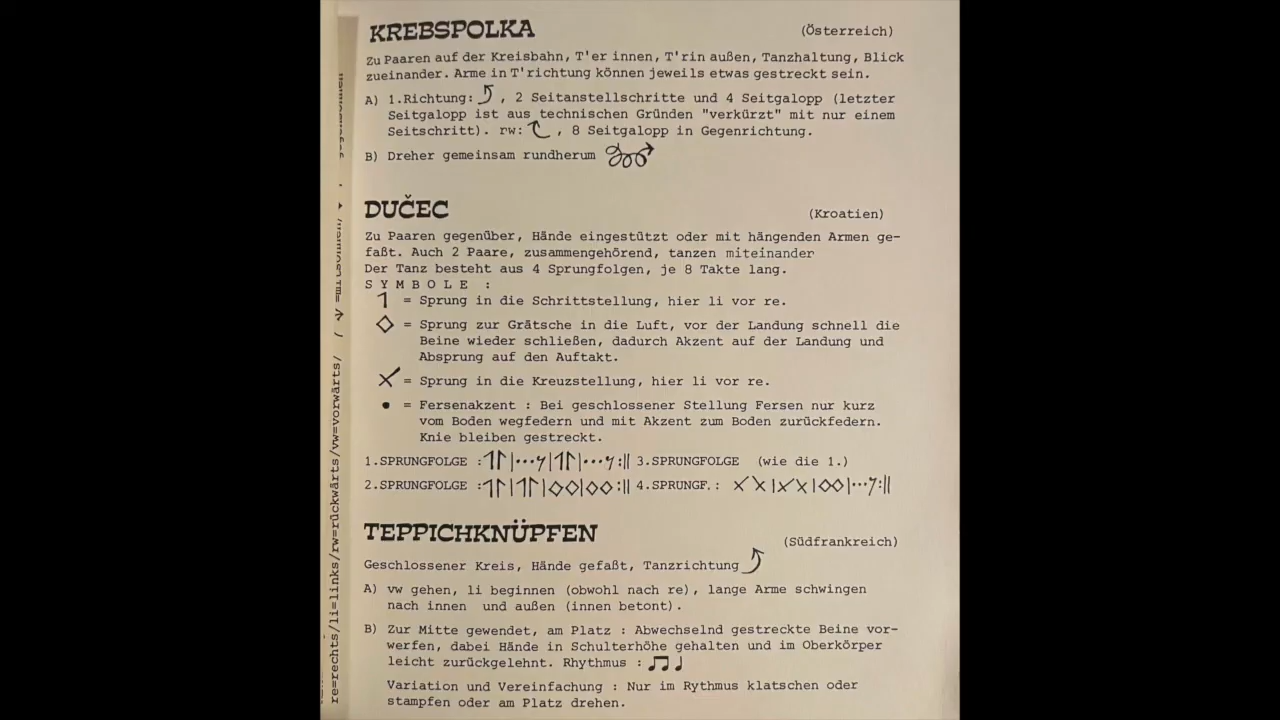 KREBSPOLKA (Österreich)
Zu Paaren auf der Kreisbahn, T'er innen, T'rin außen, Tanzhaltung, Blick
zueinander. Arme in T'richtung können jeweils etwas gestreckt sein.
A) 1.Richtung: , 2 Seitanstellschritte und 4 Seitgalopp (letzter
Seitgalopp ist aus technischen Gründen "verkürzt" mit nur einem
Seitschritt). rw: , 8 Seitgalopp in Gegenrichtung.
B) Dreher gemeinsam rundherum
DUČEC (Kroatien)
Zu Paaren gegenüber, Hände eingestützt oder mit hängenden Armen ge-
faßt. Auch 2 Paare, zusammengehörend, tanzen miteinander
Der Tanz besteht aus 4 Sprungfolgen, je 8 Takte lang.
SYMBOLE :
= Sprung in die Schrittstellung, hier li vor re.
◇ = Sprung zur Grätsche in die Luft, vor der Landung schnell die
Beine wieder schließen, dadurch Akzent auf der Landung und
Absprung auf den Auftakt.
= Sprung in die Kreuzstellung, hier li vor re.
• = Fersenakzent : Bei geschlossener Stellung Fersen nur kurz
vom Boden wegfedern und mit Akzent zum Boden zurückfedern.
Knie bleiben gestreckt.
1.SPRUNGFOLGE : 3.SPRUNGFOLGE (wie die 1.)
2.SPRUNGFOLGE : 4.SPRUNGF. :
TEPPICHKNÜPFEN (Südfrankreich)
Geschlossener Kreis, Hände gefaßt, Tanzrichtung
A) vw gehen, li beginnen (obwohl nach re), lange Arme schwingen
nach innen und außen (innen betont).
B) Zur Mitte gewendet, am Platz : Abwechselnd gestreckte Beine vor-
werfen, dabei Hände in Schulterhöhe gehalten und im Oberkörper
leicht zurückgelehnt. Rhythmus : ♫ ♩
Variation und Vereinfachung : Nur im Rythmus klatschen oder
stampfen oder am Platz drehen.
re=rechts/li=links/rw=rückwärts/vw=vorwärts/